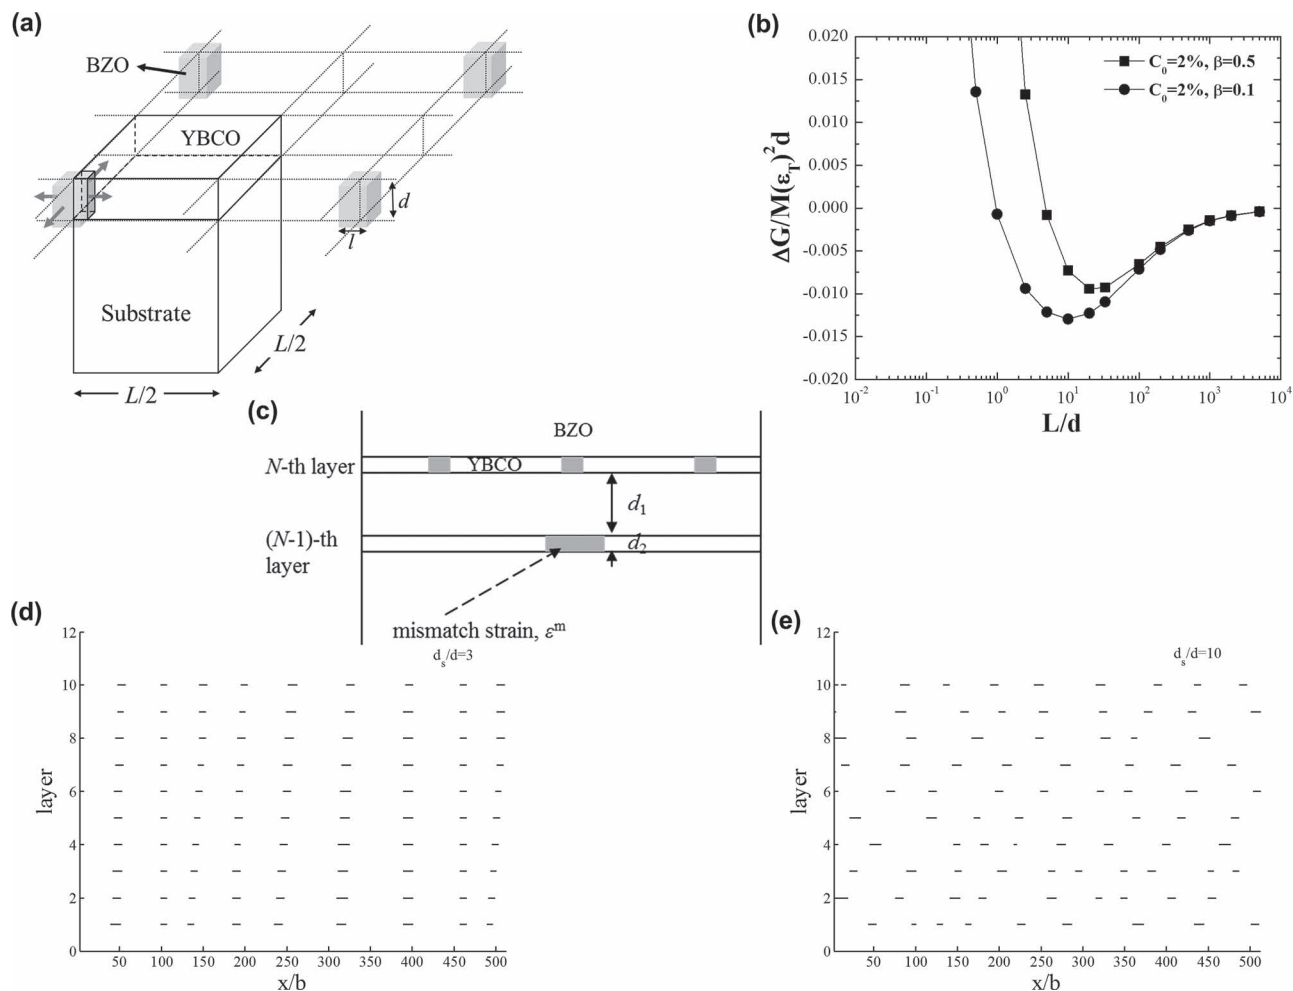 (a)
BZO
YBCO
d
l
Substrate
L/2
L/2
(b)
0.020
0.015
0.010
0.005
0.000
-0.005
-0.010
-0.015
-0.020
ΔG/M(ε_T)²d
C₀=2%, β=0.5
C₀=2%, β=0.1
10⁻² 10⁻¹ 10⁰ 10¹ 10² 10³ 10⁴
L/d
(c)
BZO
N-th layer
YBCO
d₁
(N-1)-th
layer
d₂
mismatch strain, εᵐ
(d)
d_s/d=3
12
10
8
6
4
2
0
layer
50 100 150 200 250 300 350 400 450 500
x/b
(e)
d_s/d=10
12
10
8
6
4
2
0
layer
50 100 150 200 250 300 350 400 450 500
x/b